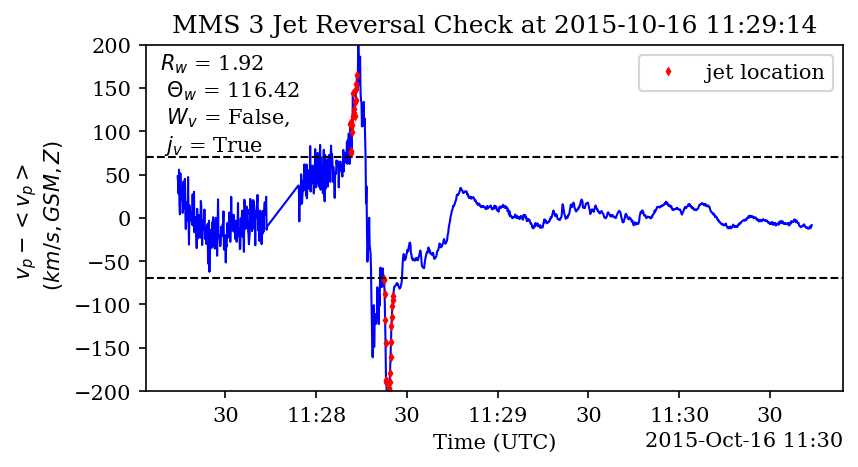 MMS 3 Jet Reversal Check at 2015-10-16 11:29:14
R_w = 1.92
Θ_w = 116.42
W_v = False,
j_v = True
jet location
v_p − < v_p >
(km/s, GSM, Z)
200
150
100
50
0
−50
−100
−150
−200
30 11:28 30 11:29 30 11:30 30
Time (UTC)
2015-Oct-16 11:30